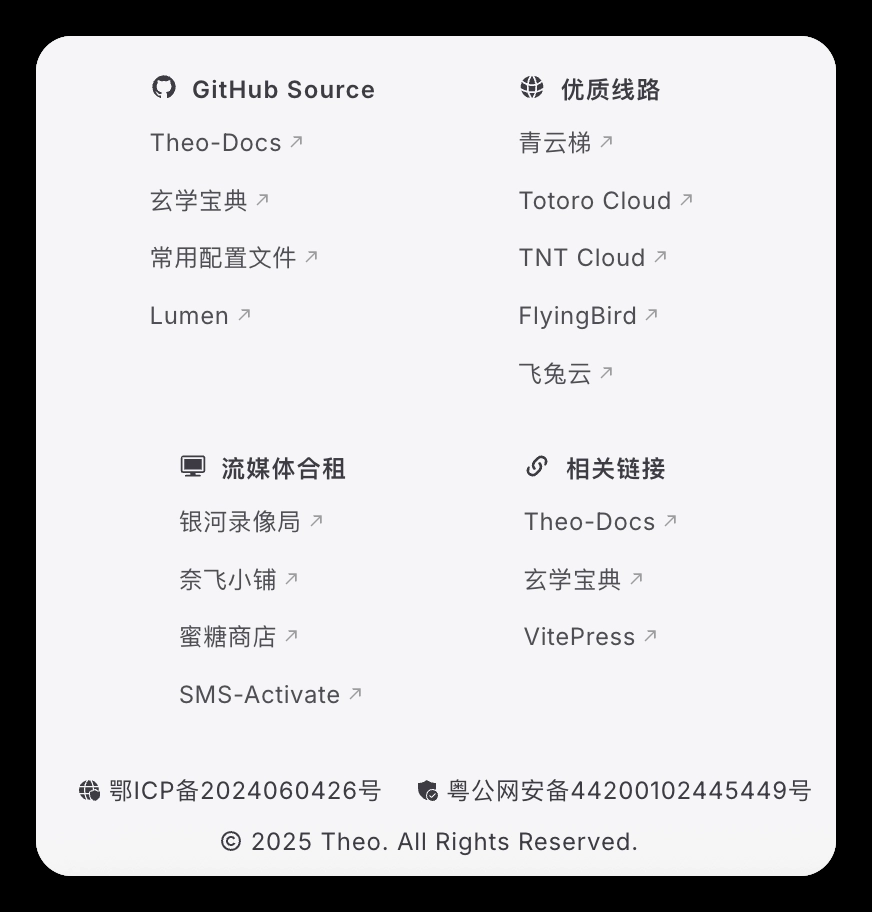 GitHub Source
Theo-Docs
玄学宝典
常用配置文件
Lumen
优质线路
青云梯
Totoro Cloud
TNT Cloud
FlyingBird
飞兔云
流媒体合租
银河录像局
奈飞小铺
蜜糖商店
SMS-Activate
相关链接
Theo-Docs
玄学宝典
VitePress
鄂ICP备2024060426号
粤公网安备44200102445449号
© 2025 Theo. All Rights Reserved.